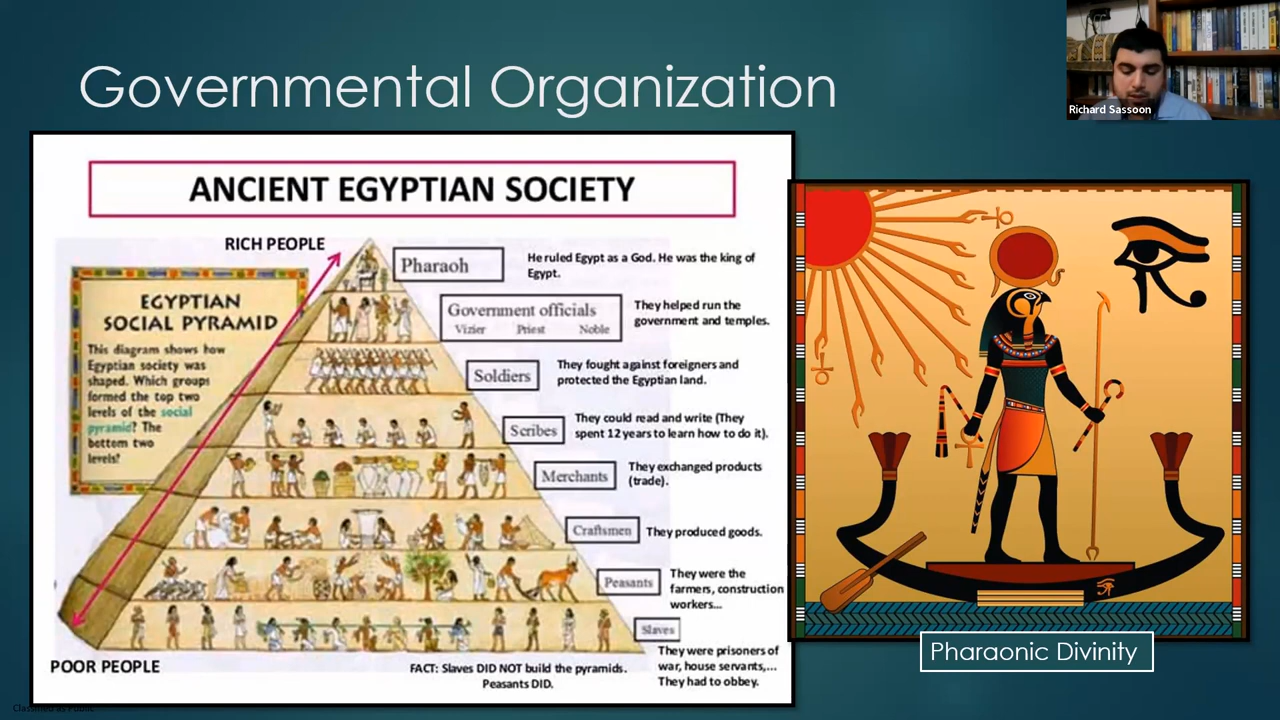 Governmental Organization
Richard Sassoon
ANCIENT EGYPTIAN SOCIETY
RICH PEOPLE
EGYPTIAN
SOCIAL PYRAMID
This diagram shows how
Egyptian society was
shaped. Which groups
formed the top two
levels of the social
pyramid? The
bottom two
levels?
Pharaoh
He ruled Egypt as a God. He was the king of
Egypt.
Government officials
Vizier Priest Noble
They helped run the
government and temples.
Soldiers
They fought against foreigners and
protected the Egyptian land.
Scribes
They could read and write (They
spent 12 years to learn how to do it).
Merchants
They exchanged products
(trade).
Craftsmen
They produced goods.
Peasants
They were the
farmers, construction
workers...
Slaves
They were prisoners of
war, house servants,...
They had to obey.
POOR PEOPLE
FACT: Slaves DID NOT build the pyramids.
Peasants DID.
Pharaonic Divinity
Classified as Public